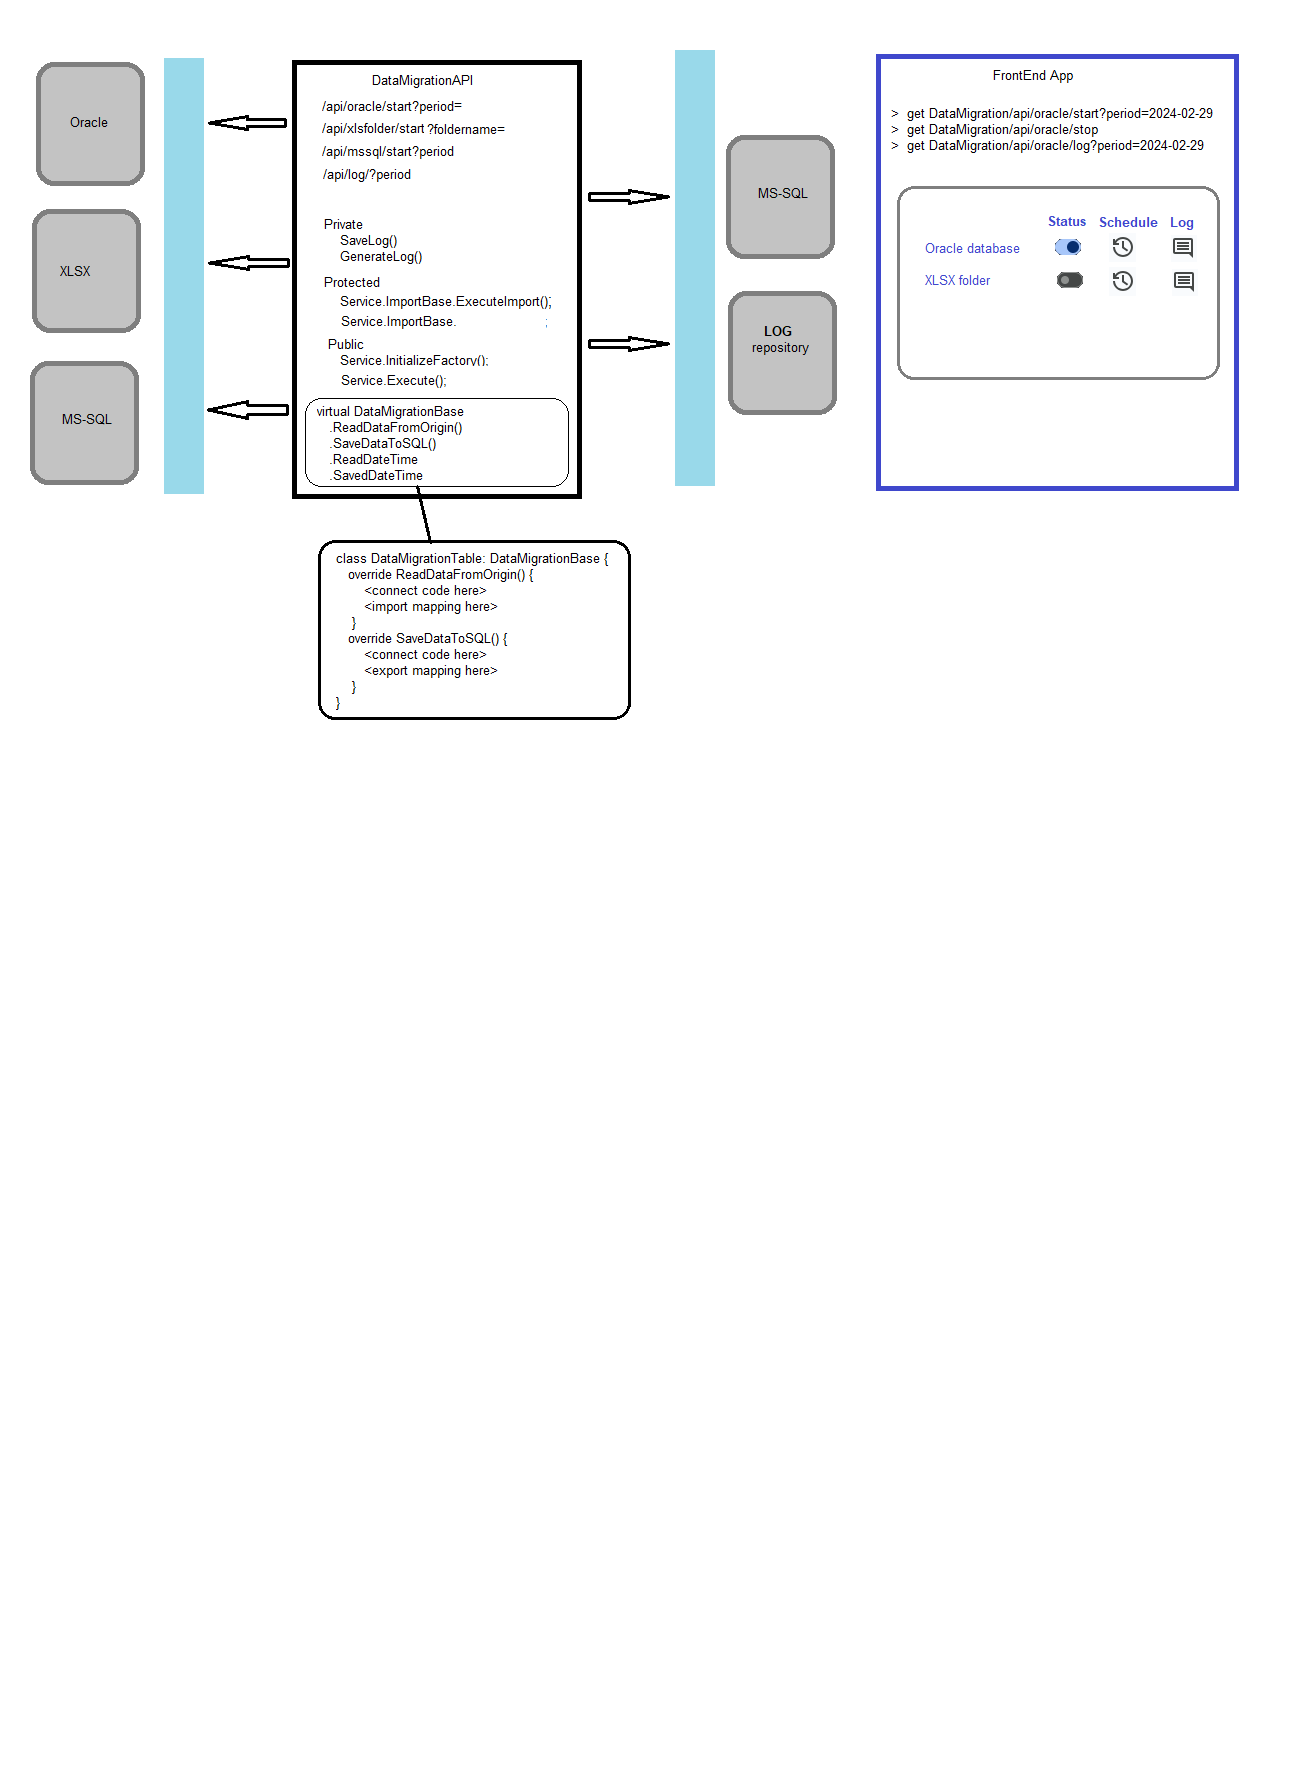 Oracle
XLSX
MS-SQL
DataMigrationAPI
/api/oracle/start?period=
/api/xlsfolder/start ?foldername=
/api/mssql/start?period
/api/log/?period
Private
SaveLog()
GenerateLog()
Protected
Service.ImportBase.ExecuteImport();
Service.ImportBase. ;
Public
Service.InitializeFactory();
Service.Execute();
virtual DataMigrationBase
.ReadDataFromOrigin()
.SaveDataToSQL()
.ReadDateTime
.SavedDateTime
class DataMigrationTable: DataMigrationBase {
override ReadDataFromOrigin() {
<connect code here>
<import mapping here>
}
override SaveDataToSQL() {
<connect code here>
<export mapping here>
}
}
MS-SQL
LOG
repository
FrontEnd App
> get DataMigration/api/oracle/start?period=2024-02-29
> get DataMigration/api/oracle/stop
> get DataMigration/api/oracle/log?period=2024-02-29
Status Schedule Log
Oracle database
XLSX folder